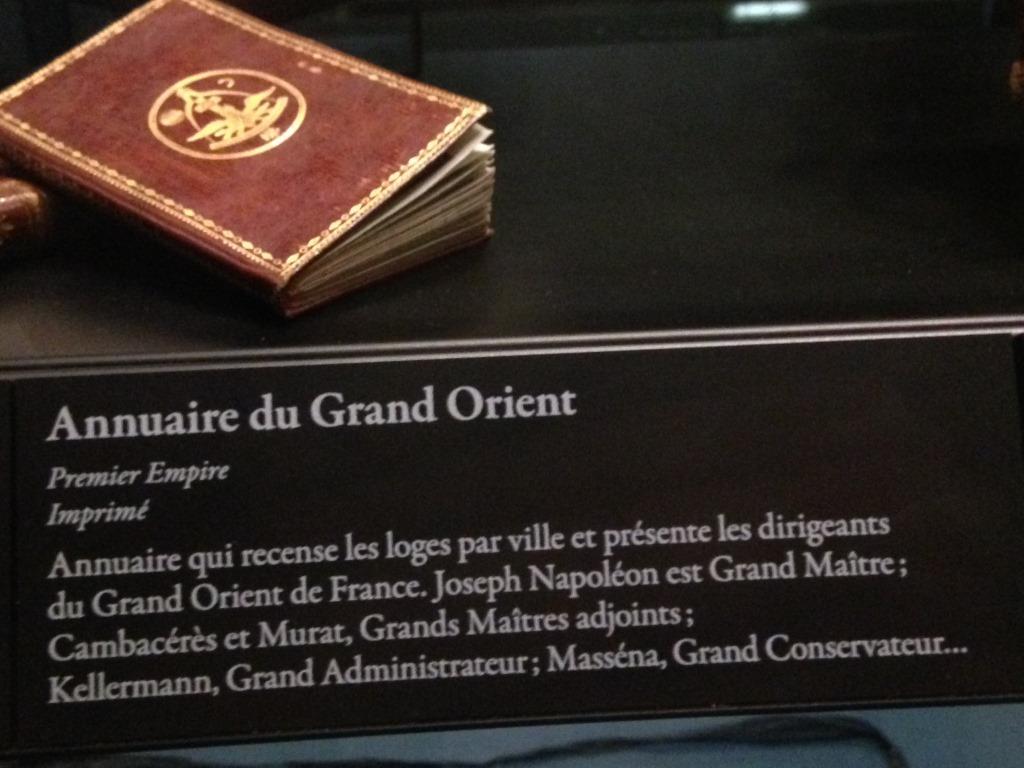 Annuaire du Grand Orient
Premier Empire
Imprimé
Annuaire qui recense les loges par ville et présente les dirigeants
du Grand Orient de France. Joseph Napoléon est Grand Maître ;
Cambacérès et Murat, Grands Maîtres adjoints ;
Kellermann, Grand Administrateur ; Masséna, Grand Conservateur...